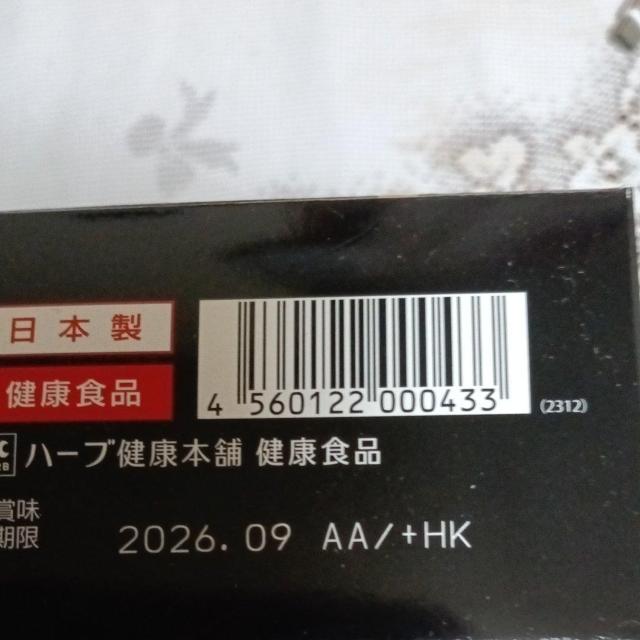 日本製
健康食品
4 560122 000433
(2312)
ハーブ健康本舗 健康食品
賞味
期限
2026.09 AA/+HK